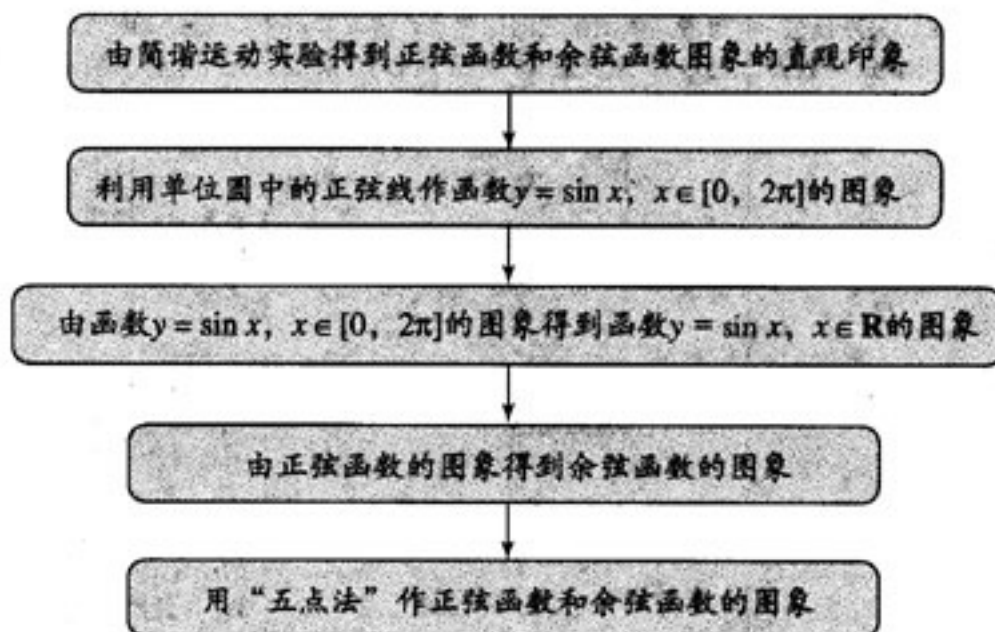 由简谐运动实验得到正弦函数和余弦函数图象的直观印象
利用单位圆中的正弦线作函数y = sin x, x∈[0, 2π]的图象
由函数y = sin x, x∈[0, 2π]的图象得到函数y = sin x, x∈R的图象
由正弦函数的图象得到余弦函数的图象
用“五点法”作正弦函数和余弦函数的图象